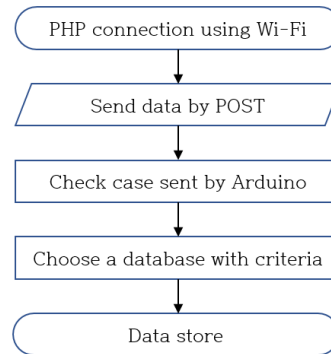 PHP connection using Wi-Fi
Send data by POST
Check case sent by Arduino
Choose a database with criteria
Data store